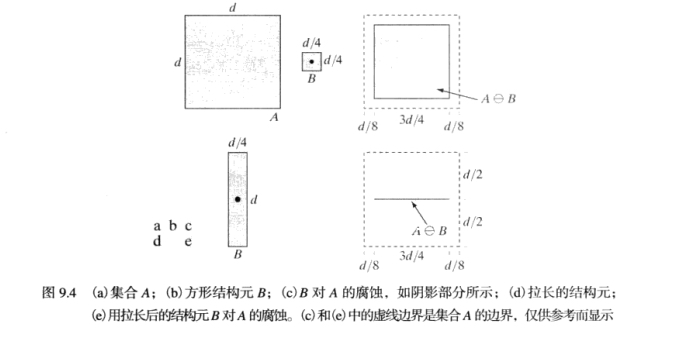 d
d
A
d/4
d/4
B
A ⊖ B
d/8 3d/4 d/8
d/4
d
B
d/2
d/2
A ⊖ B
d/8 3d/4 d/8
a b c
d e
图 9.4 (a)集合 A；(b)方形结构元 B；(c)B 对 A 的腐蚀，如阴影部分所示；(d)拉长的结构元；
(e)用拉长后的结构元 B 对 A 的腐蚀。(c)和(e)中的虚线边界是集合 A 的边界，仅供参考而显示